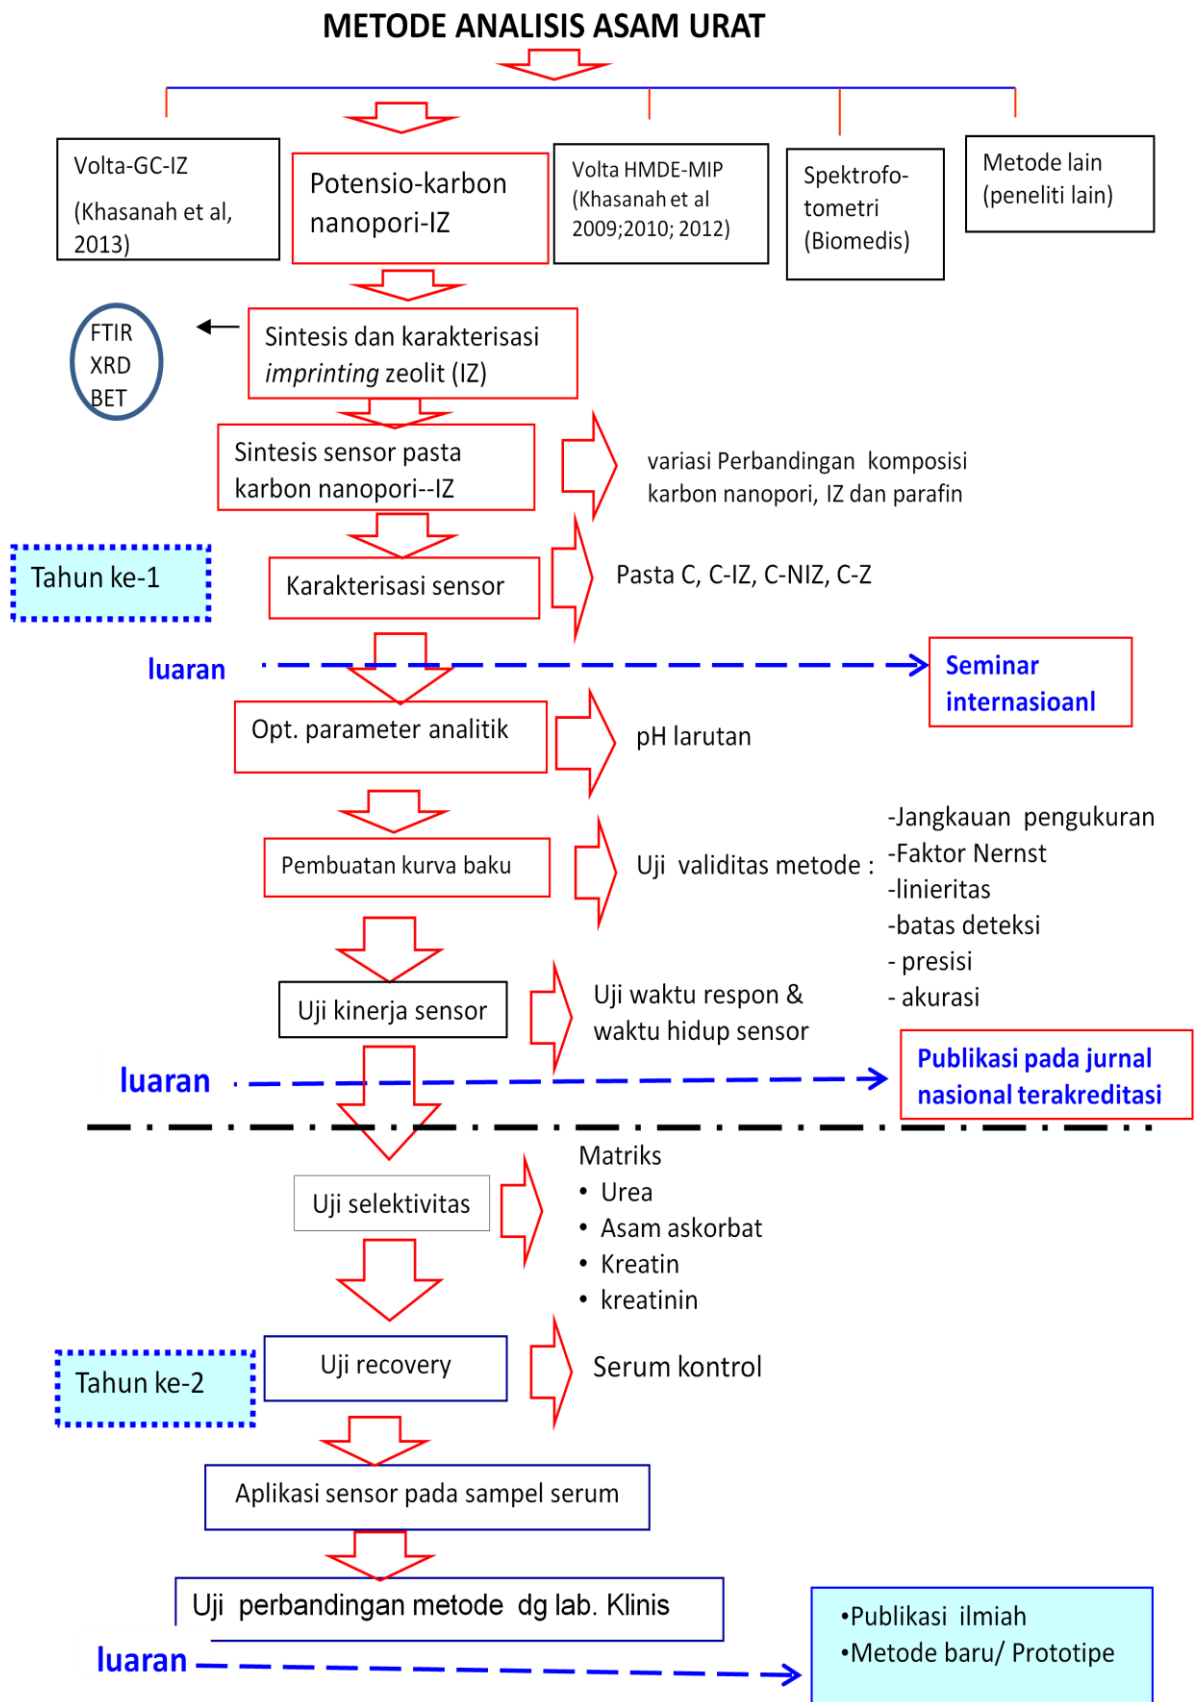 METODE ANALISIS ASAM URAT
Volta-GC-IZ
(Khasanah et al,
2013)
Potensio-karbon
nanopori-IZ
Volta HMDE-MIP
(Khasanah et al
2009;2010; 2012)
Spektrofo-
tometri
(Biomedis)
Metode lain
(peneliti lain)
FTIR
XRD
BET
Sintesis dan karakterisasi
imprinting zeolit (IZ)
Sintesis sensor pasta
karbon nanopori--IZ
variasi Perbandingan komposisi
karbon nanopori, IZ dan parafin
Tahun ke-1
Karakterisasi sensor
Pasta C, C-IZ, C-NIZ, C-Z
luaran
Seminar
internasioanl
Opt. parameter analitik
pH larutan
Pembuatan kurva baku
Uji validitas metode :
-Jangkauan pengukuran
-Faktor Nernst
-linieritas
-batas deteksi
- presisi
- akurasi
Uji kinerja sensor
Uji waktu respon &
waktu hidup sensor
luaran
Publikasi pada jurnal
nasional terakreditasi
Uji selektivitas
Matriks
• Urea
• Asam askorbat
• Kreatin
• kreatinin
Tahun ke-2
Uji recovery
Serum kontrol
Aplikasi sensor pada sampel serum
Uji perbandingan metode dg lab. Klinis
luaran
•Publikasi ilmiah
•Metode baru/ Prototipe